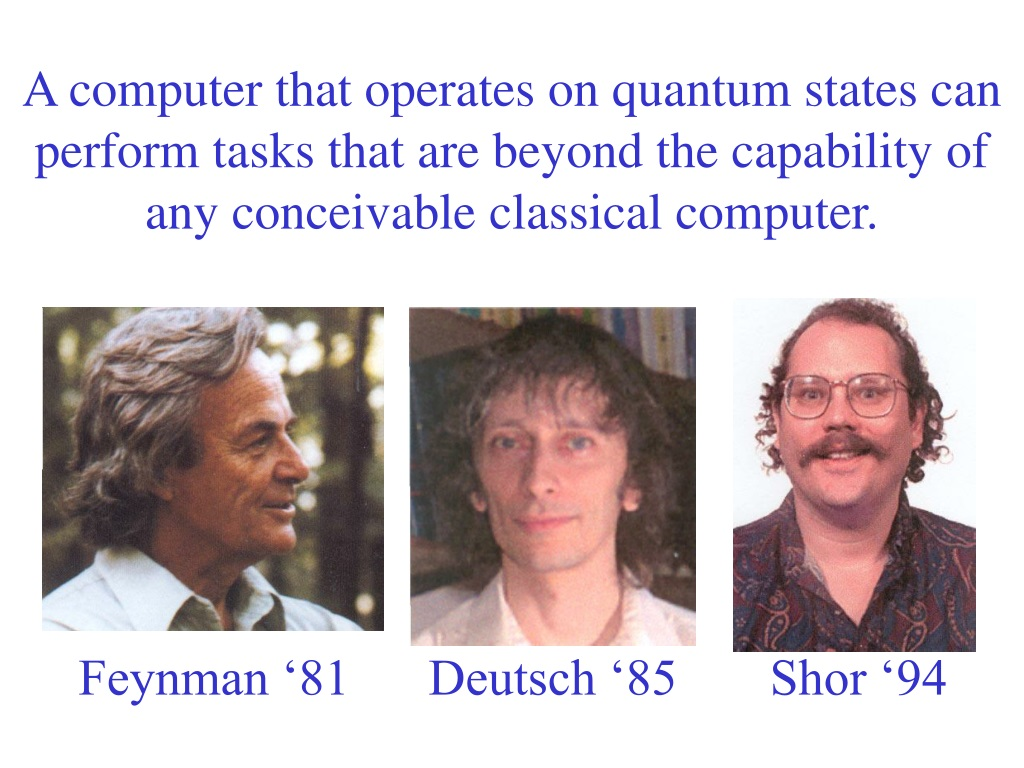 A computer that operates on quantum states can
perform tasks that are beyond the capability of
any conceivable classical computer.
Feynman ‘81
Deutsch ‘85
Shor ‘94